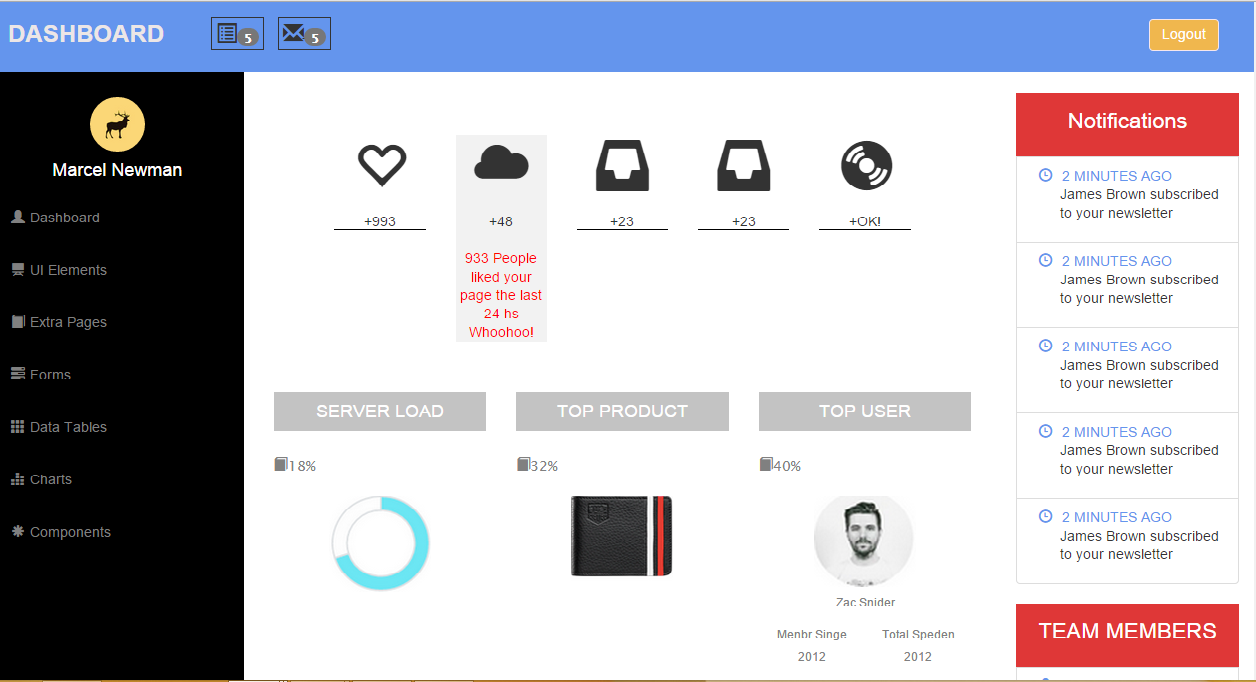 DASHBOARD
5
5
Logout
Marcel Newman
Dashboard
UI Elements
Extra Pages
Forms
Data Tables
Charts
Components
+993
+48
+23
+23
+OK!
933 People
liked your
page the last
24 hs
Whoohoo!
SERVER LOAD
TOP PRODUCT
TOP USER
18%
32%
40%
Zac Snider
Menbr Singe
Total Speden
2012
2012
Notifications
2 MINUTES AGO
James Brown subscribed
to your newsletter
2 MINUTES AGO
James Brown subscribed
to your newsletter
2 MINUTES AGO
James Brown subscribed
to your newsletter
2 MINUTES AGO
James Brown subscribed
to your newsletter
2 MINUTES AGO
James Brown subscribed
to your newsletter
TEAM MEMBERS